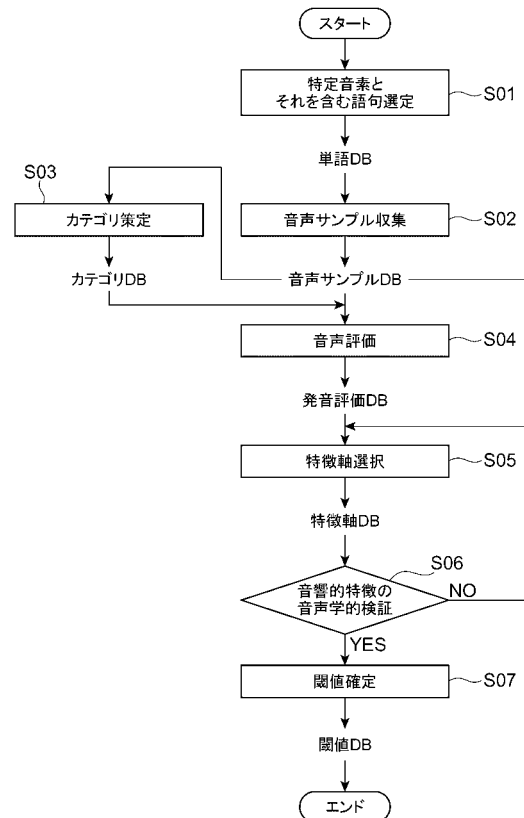 スタート
特定音素と
それを含む語句選定
S01
単語DB
S03
カテゴリ策定
音声サンプル収集
S02
カテゴリDB
音声サンプルDB
音声評価
S04
発音評価DB
特徴軸選択
S05
特徴軸DB
音響的特徴の
音声学的検証
S06
NO
YES
閾値確定
S07
閾値DB
エンド